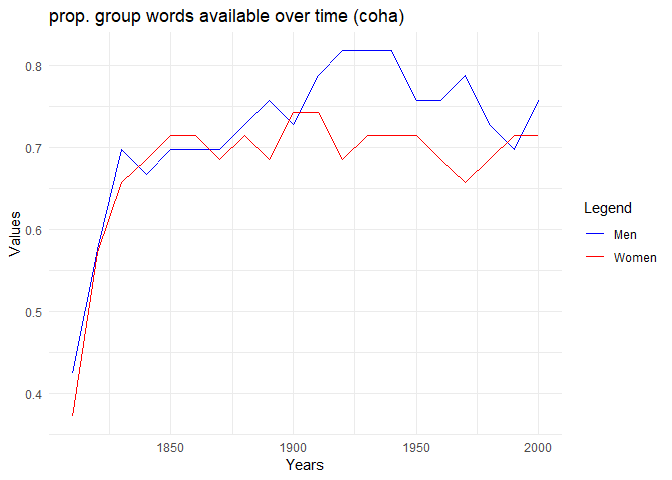 prop. group words available over time (coha)
0.8
0.7
0.6
0.5
0.4
Values
1850
1900
1950
2000
Years
Legend
Men
Women